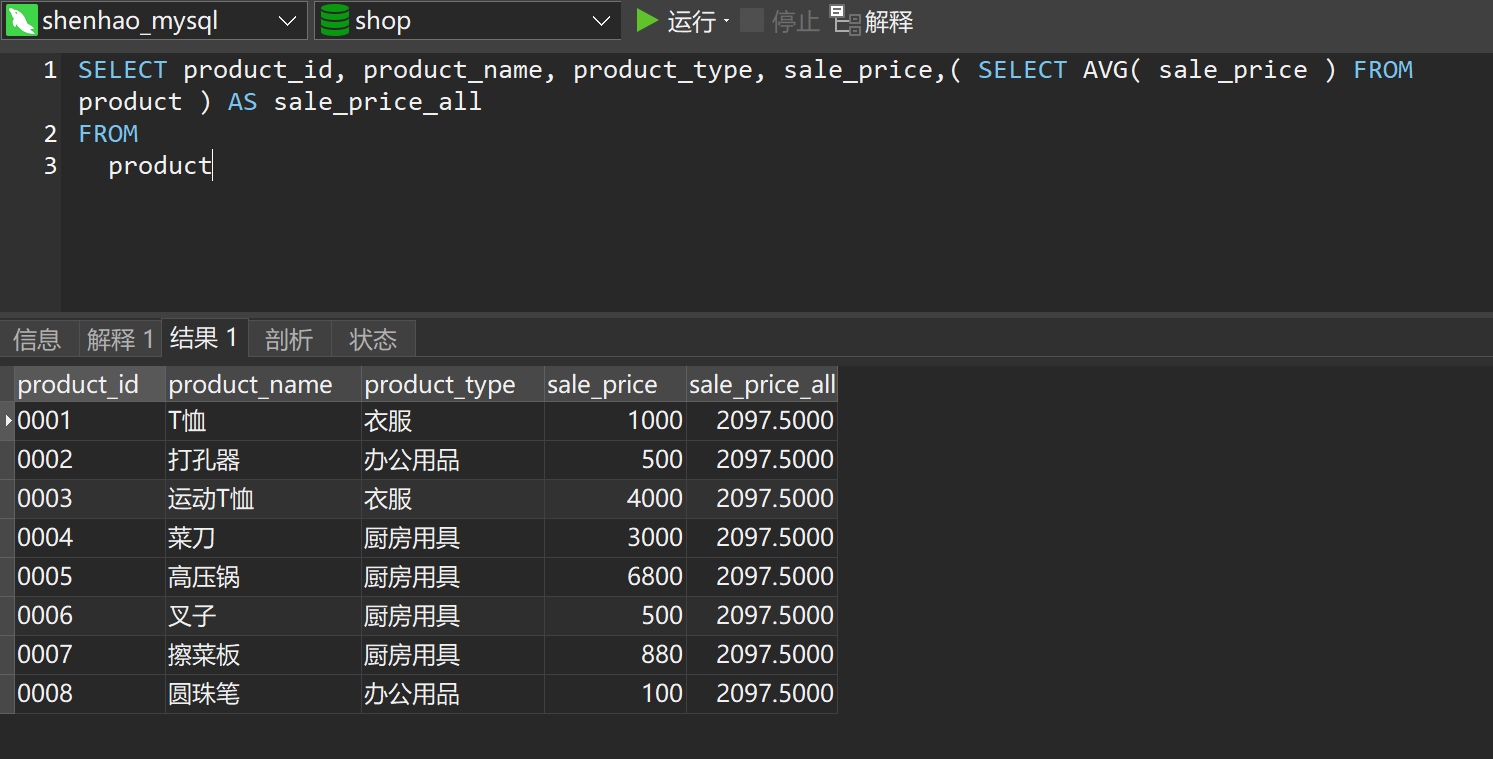 shenhao_mysql shop 运行 停止 解释
1 SELECT product_id, product_name, product_type, sale_price,( SELECT AVG( sale_price ) FROM
product ) AS sale_price_all
2 FROM
3 product
信息 解释 1 结果 1 剖析 状态
product_id product_name product_type sale_price sale_price_all
0001 T恤 衣服 1000 2097.5000
0002 打孔器 办公用品 500 2097.5000
0003 运动T恤 衣服 4000 2097.5000
0004 菜刀 厨房用具 3000 2097.5000
0005 高压锅 厨房用具 6800 2097.5000
0006 叉子 厨房用具 500 2097.5000
0007 擦菜板 厨房用具 880 2097.5000
0008 圆珠笔 办公用品 100 2097.5000